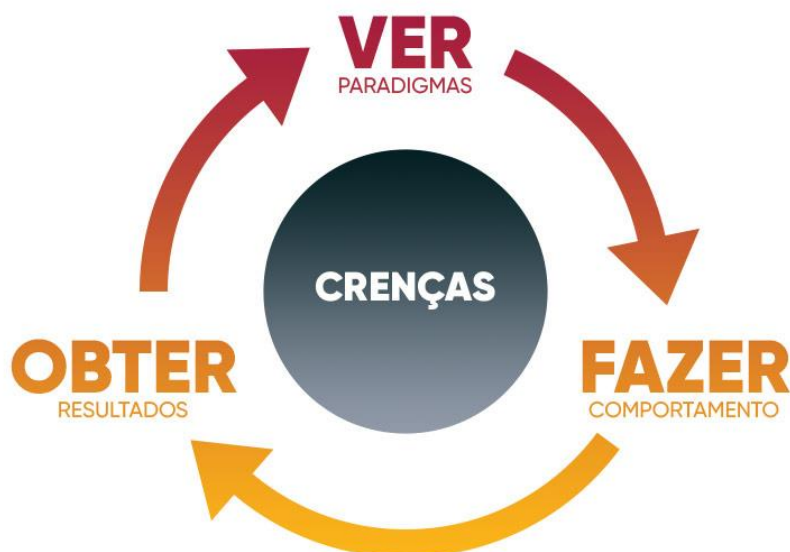 VER
PARADIGMAS
CRENÇAS
OBTER
RESULTADOS
FAZER
COMPORTAMENTO